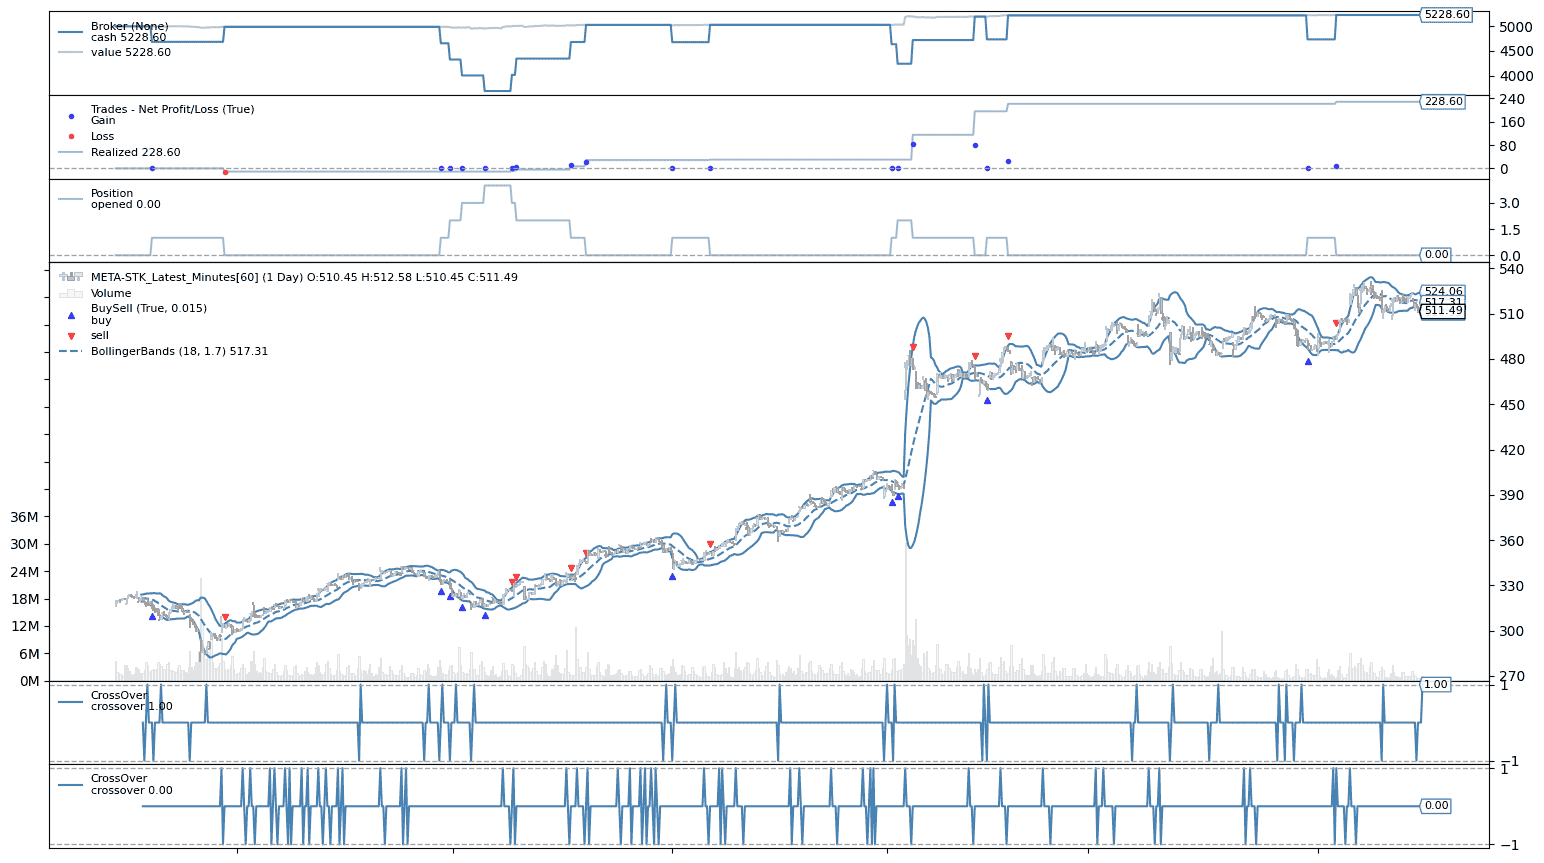 Broker (None)
cash 5228.60
value 5228.60
5228.60
5000
4500
4000
Trades - Net Profit/Loss (True)
Gain
Loss
Realized 228.60
228.60
240
160
80
0
Position
opened 0.00
3.0
1.5
0.00
0.0
META-STK_Latest_Minutes[60] (1 Day) O:510.45 H:512.58 L:510.45 C:511.49
Volume
BuySell (True, 0.015)
buy
sell
BollingerBands (18, 1.7) 517.31
524.06
517.31
511.49
540
510
480
450
420
390
360
330
300
270
36M
30M
24M
18M
12M
6M
0M
CrossOver
crossover 1.00
1.00
1
−1
CrossOver
crossover 0.00
0.00
1
−1